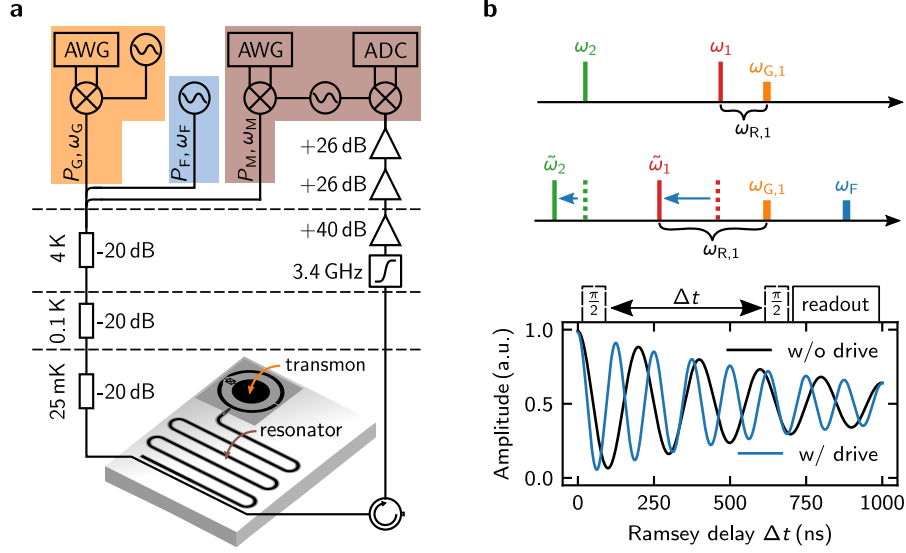 a
AWG
AWG
ADC
P_G, ω_G
P_F, ω_F
P_M, ω_M
+26 dB
+26 dB
+40 dB
4 K
-20 dB
3.4 GHz
0.1 K
-20 dB
25 mK
-20 dB
transmon
resonator
b
ω_2
ω_1
ω_G,1
ω_R,1
ω̃_2
ω̃_1
ω_G,1
ω_F
ω_R,1
π/2
Δt
π/2
readout
1.0
0.5
0.0
Amplitude (a.u.)
w/o drive
w/ drive
0
250
500
750
1000
Ramsey delay Δt (ns)